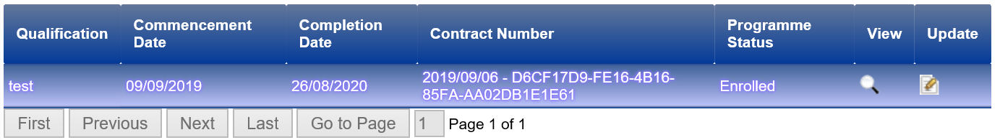 Qualification Commencement Date Completion Date Contract Number Programme Status View Update
test 09/09/2019 26/08/2020 2019/09/06 - D6CF17D9-FE16-4B16-
85FA-AA02DB1E1E61 Enrolled
First Previous Next Last Go to Page 1 Page 1 of 1